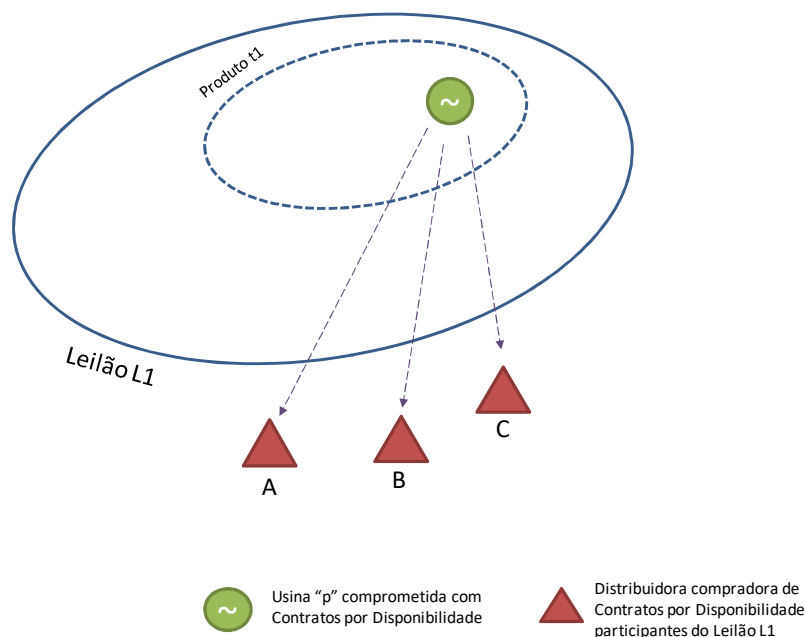 Produto t1
~
Leilão L1
C
A
B
~
Usina “p” comprometida com
Contratos por Disponibilidade
Distribuidora compradora de
Contratos por Disponibilidade
participantes do Leilão L1